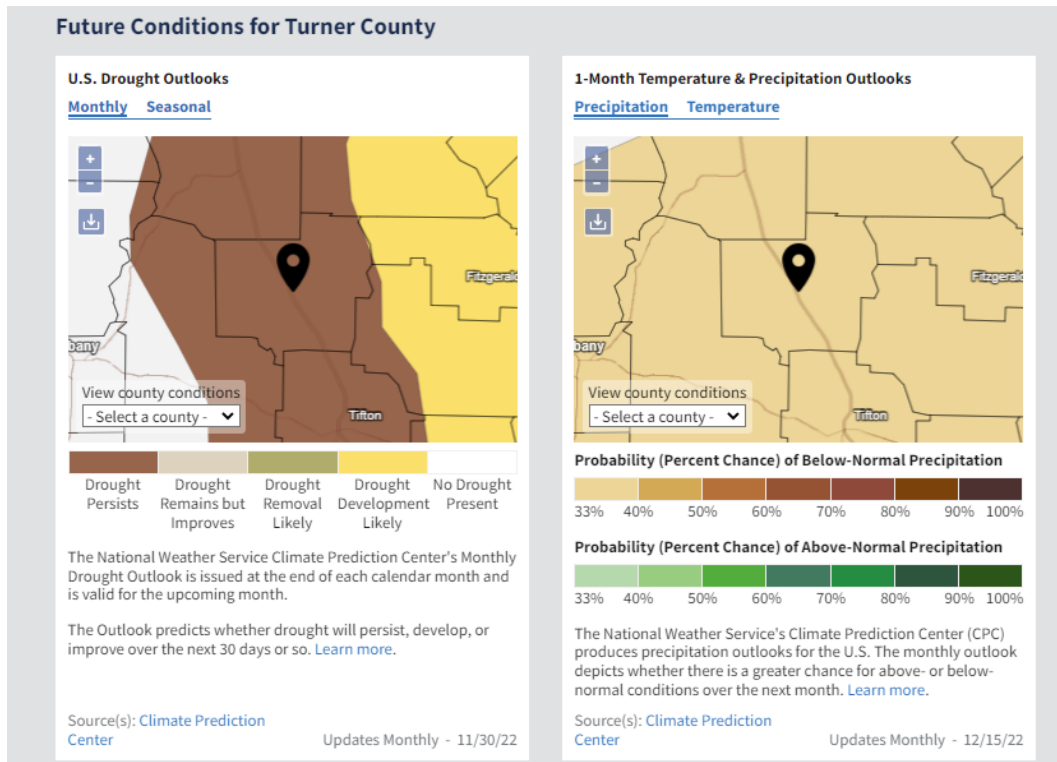 Future Conditions for Turner County
U.S. Drought Outlooks
Monthly Seasonal
+
−
bany
Fitzgeral
Tifton
View county conditions
- Select a county -
Drought Persists
Drought Remains but Improves
Drought Removal Likely
Drought Development Likely
No Drought Present
The National Weather Service Climate Prediction Center's Monthly
Drought Outlook is issued at the end of each calendar month and
is valid for the upcoming month.
The Outlook predicts whether drought will persist, develop, or
improve over the next 30 days or so. Learn more.
Source(s): Climate Prediction
Center
Updates Monthly - 11/30/22
1-Month Temperature & Precipitation Outlooks
Precipitation Temperature
+
−
bany
Fitzgeral
Tifton
View county conditions
- Select a county -
Probability (Percent Chance) of Below-Normal Precipitation
33% 40% 50% 60% 70% 80% 90% 100%
Probability (Percent Chance) of Above-Normal Precipitation
33% 40% 50% 60% 70% 80% 90% 100%
The National Weather Service's Climate Prediction Center (CPC)
produces precipitation outlooks for the U.S. The monthly outlook
depicts whether there is a greater chance for above- or below-
normal conditions over the next month. Learn more.
Source(s): Climate Prediction
Center
Updates Monthly - 12/15/22